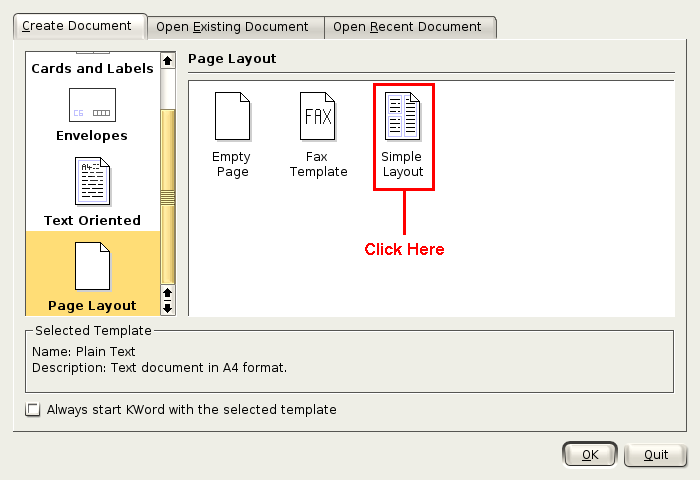 Create Document
Open Existing Document
Open Recent Document
Cards and Labels
C6
Envelopes
A4
Text Oriented
Page Layout
Page Layout
FAX
Empty
Page
Fax
Template
Simple
Layout
Click Here
Selected Template
Name: Plain Text
Description: Text document in A4 format.
Always start KWord with the selected template
OK
Quit